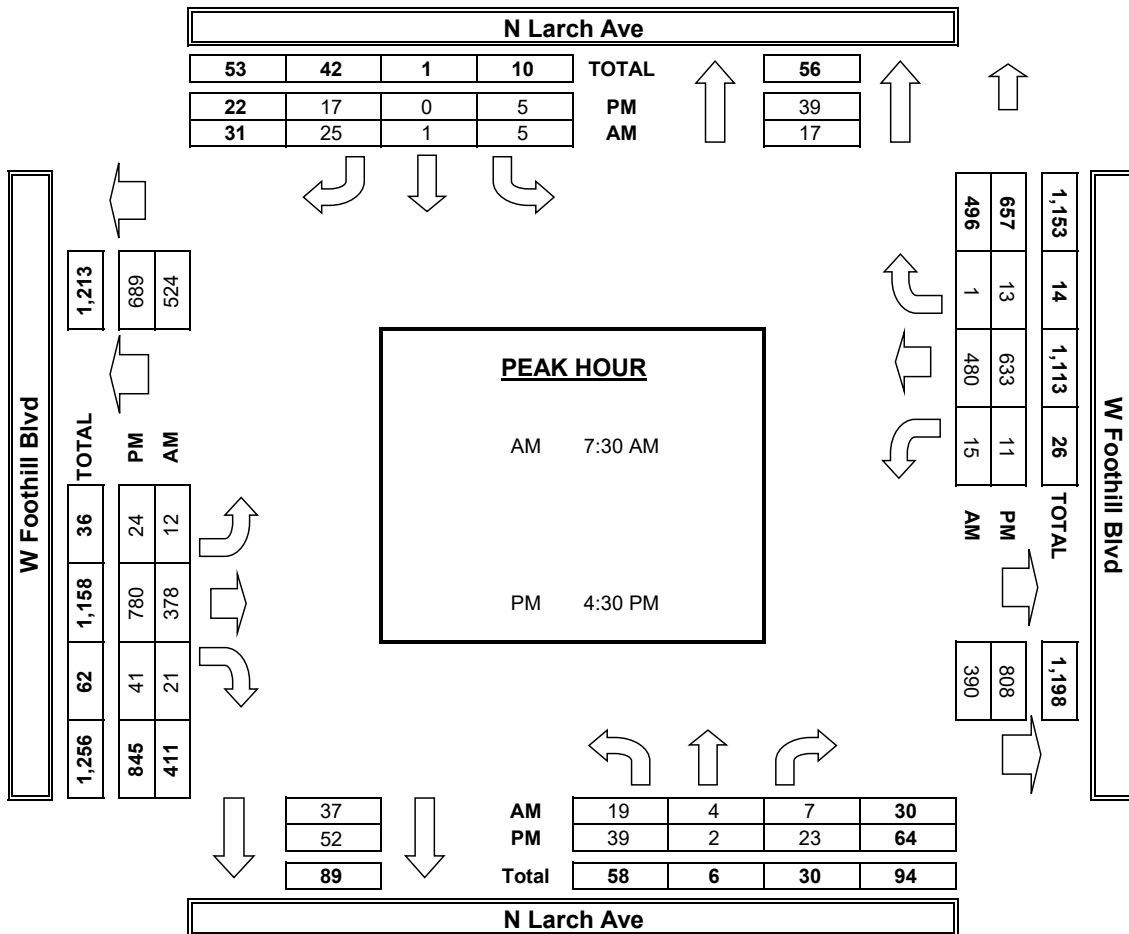 N Larch Ave
53 42 1 10 TOTAL 56
22 17 0 5 PM 39
31 25 1 5 AM 17
W Foothill Blvd
1,213
689
524
TOTAL PM AM
36 24 12
1,158 780 378
62 41 21
1,256 845 411
PEAK HOUR
AM 7:30 AM
PM 4:30 PM
496 657 1,153
1 13 14
480 633 1,113
15 11 26
AM PM TOTAL
390 808 1,198
W Foothill Blvd
37 AM 19 4 7 30
52 PM 39 2 23 64
89 Total 58 6 30 94
N Larch Ave